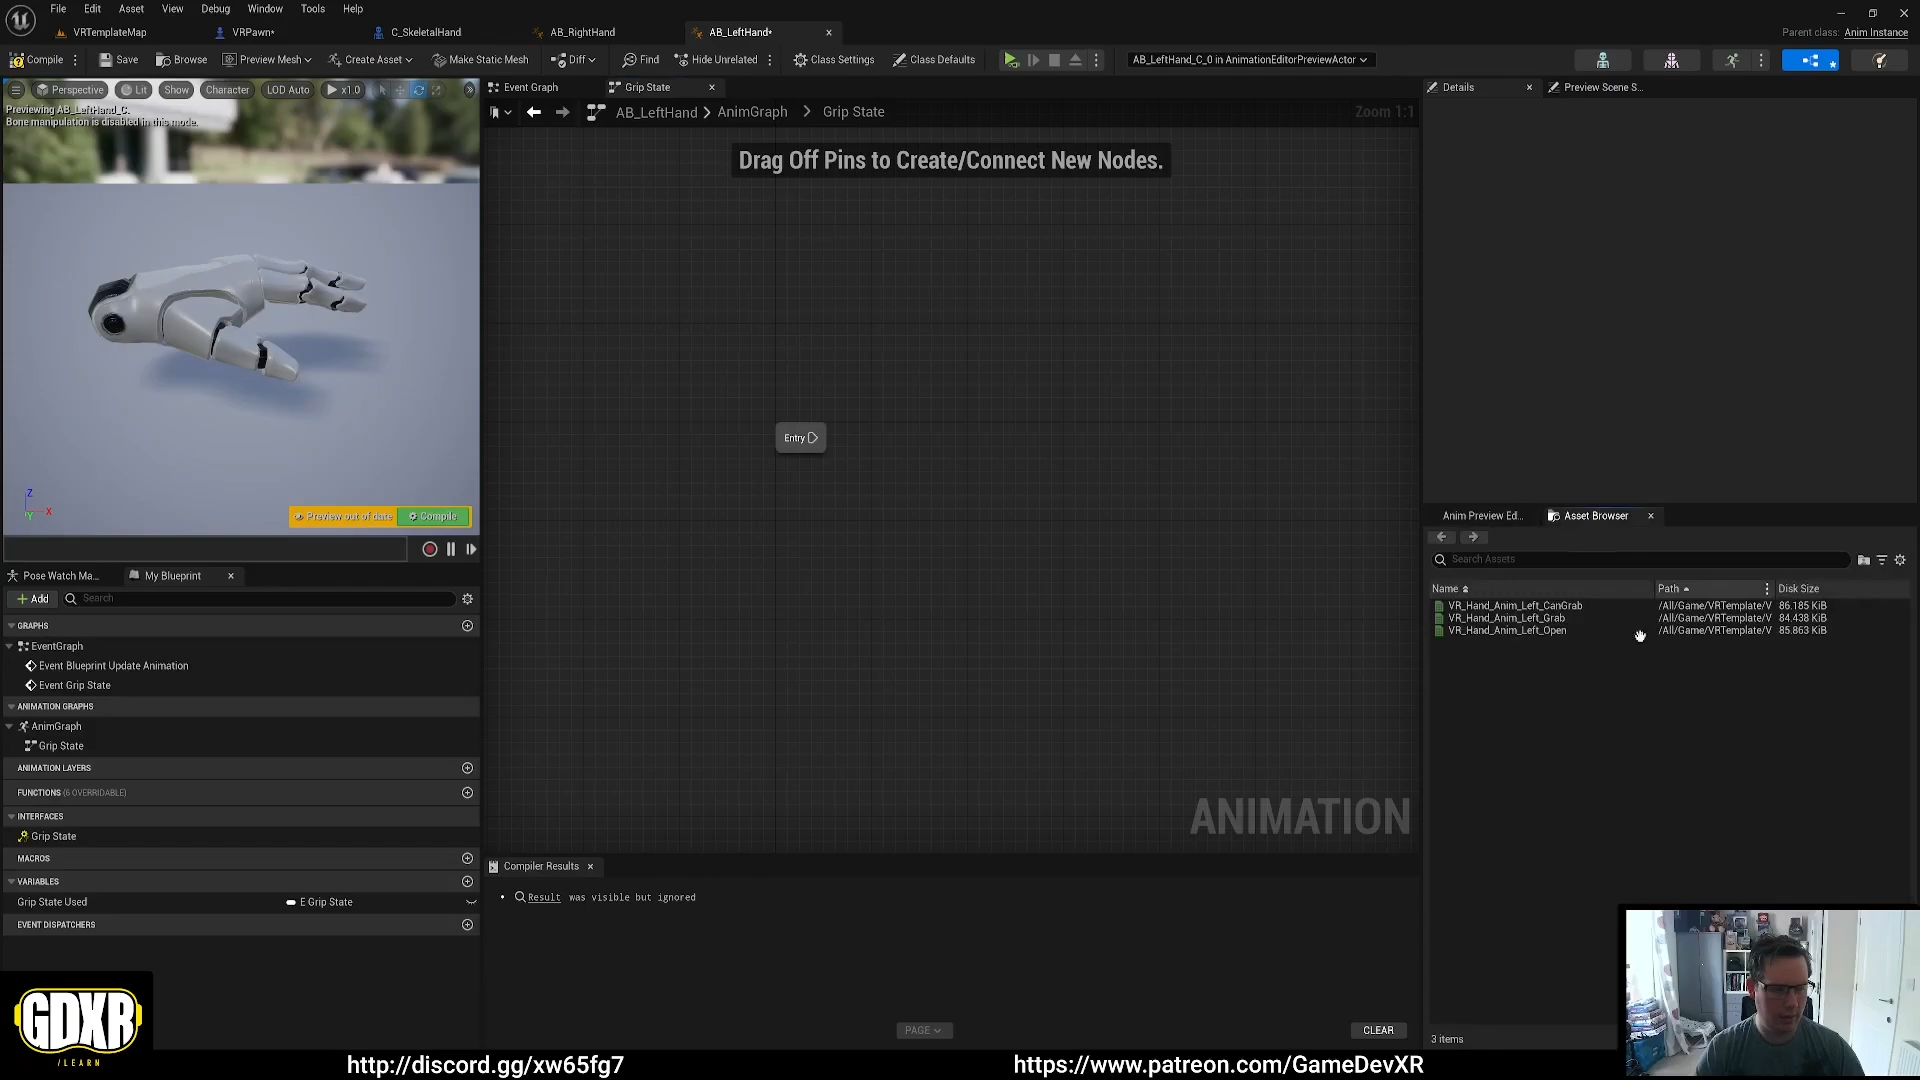 File Edit Asset View Debug Window Tools Help
VRTemplateMap VRPawn* C_SkeletalHand AB_RightHand AB_LeftHand*
Parent class: Anim Instance
Compile Save Browse Preview Mesh Create Asset Make Static Mesh Diff Find Hide Unrelated Class Settings Class Defaults AB_LeftHand_C_0 in AnimationEditorPreviewActor
Perspective Lit Show Character LOD Auto x1.0
Previewing AB_LeftHand_C.
Bone manipulation is disabled in this mode.
Z
X
Y
Preview out of date Compile
Pose Watch Ma... My Blueprint
Add Search
GRAPHS
EventGraph
Event Blueprint Update Animation
Event Grip State
ANIMATION GRAPHS
AnimGraph
Grip State
ANIMATION LAYERS
FUNCTIONS (6 OVERRIDABLE)
INTERFACES
Grip State
MACROS
VARIABLES
Grip State Used E Grip State
EVENT DISPATCHERS
Event Graph Grip State
AB_LeftHand > AnimGraph > Grip State
Zoom 1:1
Drag Off Pins to Create/Connect New Nodes.
Entry
ANIMATION
Compiler Results
• Result was visible but ignored
PAGE CLEAR
Details Preview Scene S...
Anim Preview Ed... Asset Browser
Search Assets
Name Path Disk Size
VR_Hand_Anim_Left_CanGrab /All/Game/VRTemplate/V 86.185 KiB
VR_Hand_Anim_Left_Grab /All/Game/VRTemplate/V 84.438 KiB
VR_Hand_Anim_Left_Open /All/Game/VRTemplate/V 85.863 KiB
3 items
GDXR
/LEARN
http://discord.gg/xw65fg7
https://www.patreon.com/GameDevXR